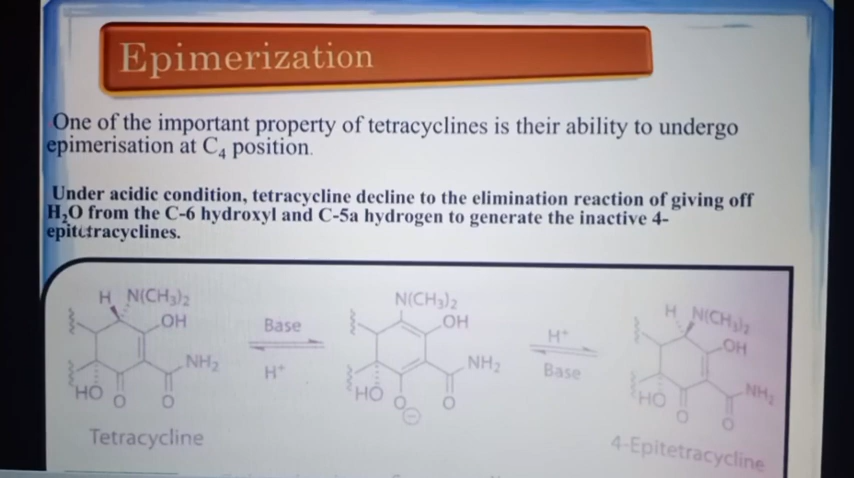 Epimerization
One of the important property of tetracyclines is their ability to undergo
epimerisation at C₄ position.
Under acidic condition, tetracycline decline to the elimination reaction of giving off
H₂O from the C-6 hydroxyl and C-5a hydrogen to generate the inactive 4-
epitetracyclines.
H N(CH₃)₂
OH
NH₂
HO O O
Tetracycline
Base
H⁺
N(CH₃)₂
OH
NH₂
HO O ⊖ O
H⁺
Base
H N(CH₃)₂
OH
NH₂
HO O O
4-Epitetracycline